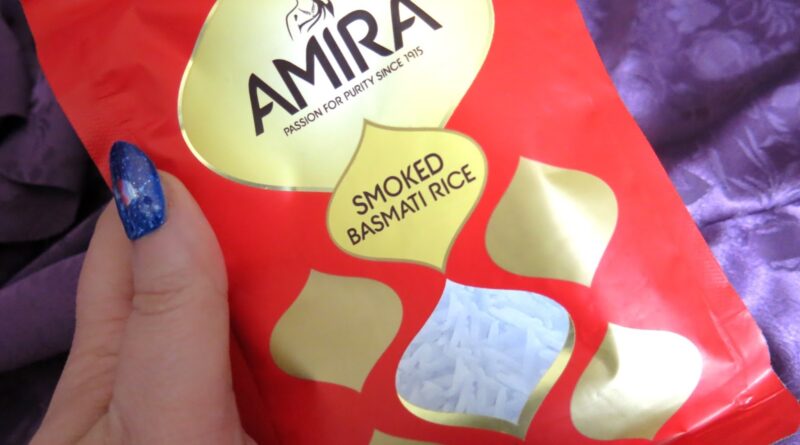 AMIRA
PASSION FOR PURITY SINCE 1915
SMOKED
BASMATI RICE